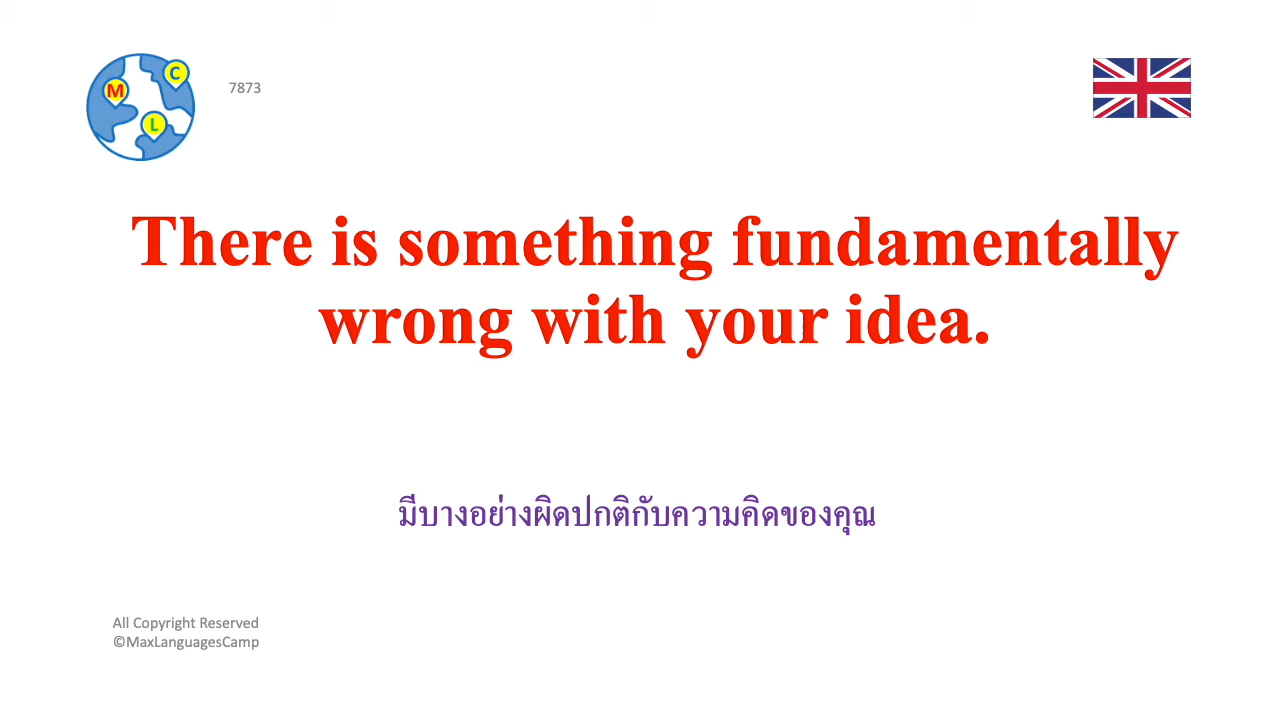 M
C
L
7873
There is something fundamentally
wrong with your idea.
มีบางอย่างผิดปกติกับความคิดของคุณ
All Copyright Reserved
©MaxLanguagesCamp